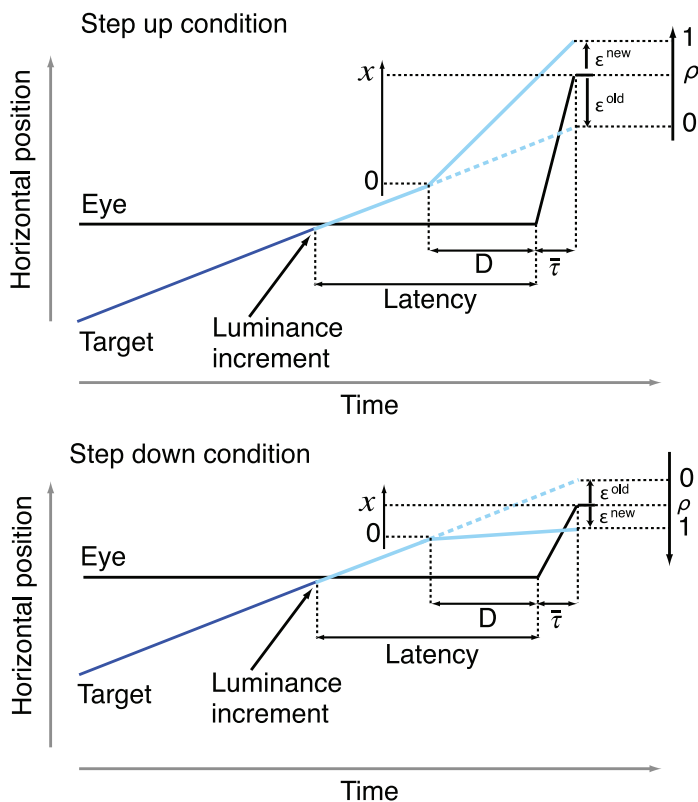 Step up condition
Horizontal position
x
0
1
ρ
0
ε^new
ε^old
Eye
D
τ̄
Latency
Target
Luminance
increment
Time
Step down condition
Horizontal position
x
0
0
ρ
1
ε^old
ε^new
Eye
D
τ̄
Latency
Target
Luminance
increment
Time